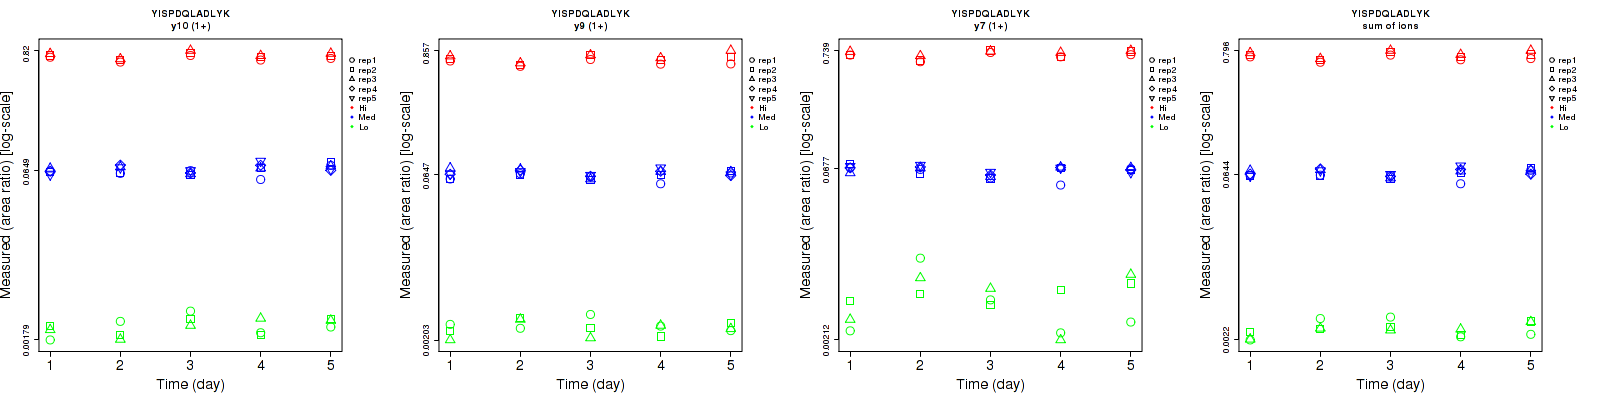 YISPDQLADLYK
y10 (1+)
Measured (area ratio) [log-scale]
0.82
0.0649
0.00179
1 2 3 4 5
Time (day)
rep1
rep2
rep3
rep4
rep5
Hi
Med
Lo
YISPDQLADLYK
y9 (1+)
Measured (area ratio) [log-scale]
0.857
0.0647
0.00203
1 2 3 4 5
Time (day)
rep1
rep2
rep3
rep4
rep5
Hi
Med
Lo
YISPDQLADLYK
y7 (1+)
Measured (area ratio) [log-scale]
0.739
0.0677
0.00212
1 2 3 4 5
Time (day)
rep1
rep2
rep3
rep4
rep5
Hi
Med
Lo
YISPDQLADLYK
sum of ions
Measured (area ratio) [log-scale]
0.796
0.0644
0.0022
1 2 3 4 5
Time (day)
rep1
rep2
rep3
rep4
rep5
Hi
Med
Lo